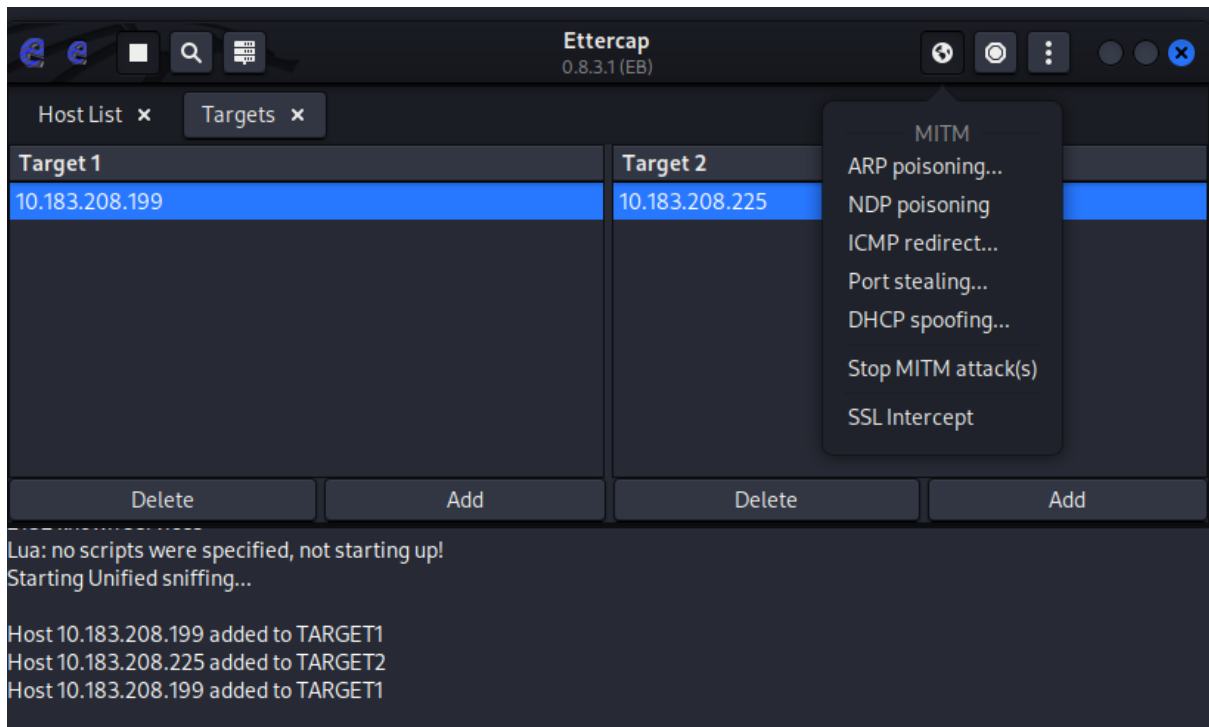 Ettercap
0.8.3.1 (EB)
Host List ×
Targets ×
MITM
ARP poisoning...
NDP poisoning
ICMP redirect...
Port stealing...
DHCP spoofing...
Stop MITM attack(s)
SSL Intercept
Target 1
10.183.208.199
Target 2
10.183.208.225
Delete
Add
Delete
Add
Lua: no scripts were specified, not starting up!
Starting Unified sniffing...
Host 10.183.208.199 added to TARGET1
Host 10.183.208.225 added to TARGET2
Host 10.183.208.199 added to TARGET1